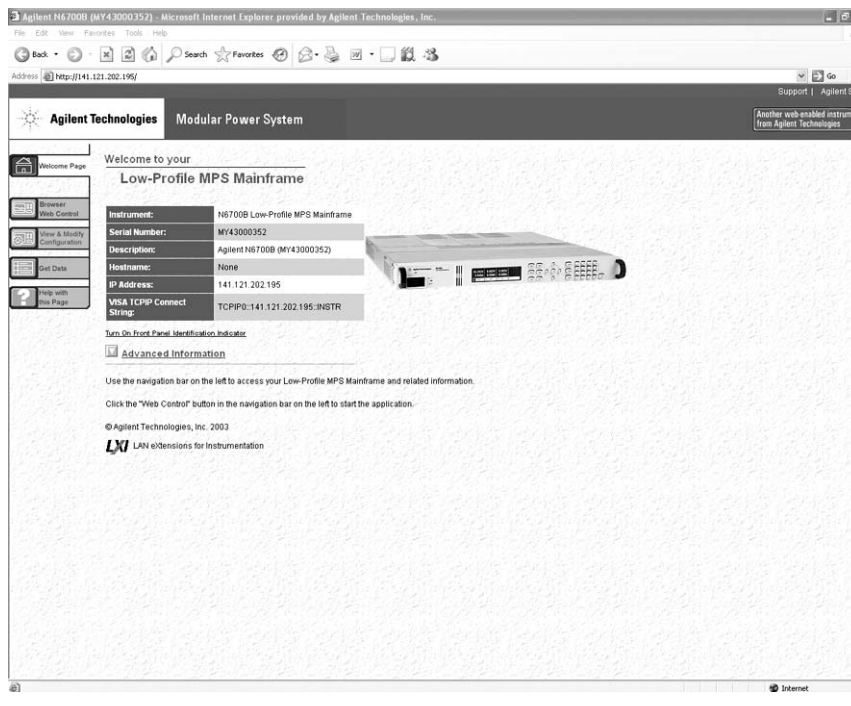 Agilent N6700B (MY43000352) - Microsoft Internet Explorer provided by Agilent Technologies, Inc.
File Edit View Favorites Tools Help
Back Search Favorites
Address http://141.121.202.195/ Go
Support | Agilent
Agilent Technologies Modular Power System
Another web-enabled instrum
from Agilent Technologies
Welcome Page
Browser
Web Control
View & Modify
Configuration
Get Data
Help with
this Page
Welcome to your
Low-Profile MPS Mainframe
Instrument: N6700B Low-Profile MPS Mainframe
Serial Number: MY43000352
Description: Agilent N6700B (MY43000352)
Hostname: None
IP Address: 141.121.202.195
VISA TCPIP Connect
String: TCPIP0::141.121.202.195::INSTR
Turn On Front Panel Identification Indicator
Advanced Information
Use the navigation bar on the left to access your Low-Profile MPS Mainframe and related information.
Click the "Web Control" button in the navigation bar on the left to start the application.
© Agilent Technologies, Inc. 2003
LXI LAN eXtensions for Instrumentation
Internet